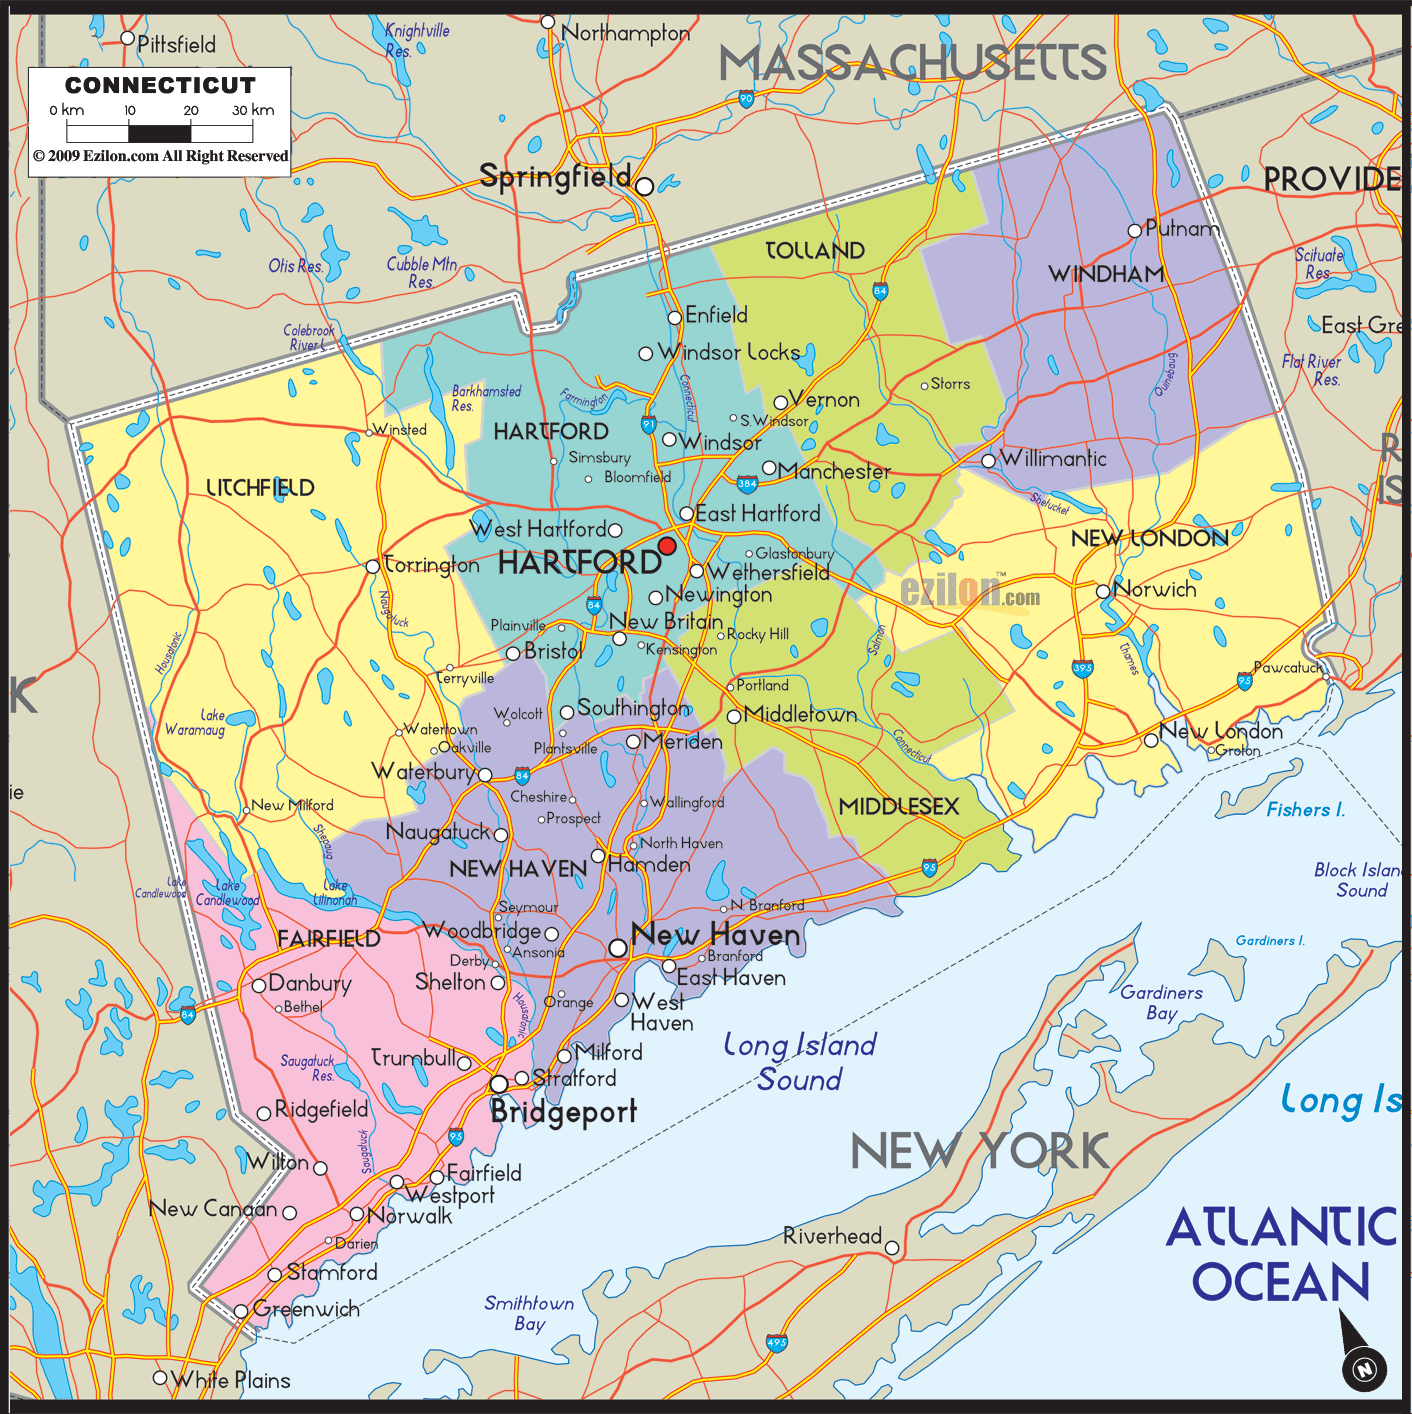 Pittsfield
Knightville
Res.
Northampton
MASSACHUSETTS
CONNECTICUT
0 km 10 20 30 km
© 2009 Ezilon.com All Right Reserved
90
Springfield
PROVIDE
Putnam
Otis Res.
Cubble Mtn
Res.
TOLLAND
WINDHAM
Scituate
Res.
84
Colebrook
River L.
Enfield
East Gre
Windsor Locks
Flat River
Res.
Quinebaug
Barkhamsted
Res.
Farmington
Connecticut
Storrs
Vernon
91
S.Windsor
Winsted
HARTFORD
Windsor
Simsbury
Bloomfield
Manchester
Willimantic
R
IS
LITCHFIELD
384
Shetucket
West Hartford
East Hartford
NEW LONDON
HARTFORD
Glastonbury
Torrington
Wethersfield
ezilon.com
™
Norwich
Naugatuck
84
Newington
New Britain
Plainville
Rocky Hill
Salmon
Housatonic
Bristol
Kensington
Thames
Terryville
395
95
Pawcatuck
K
Portland
Lake
Waramaug
Wolcott
Southington
Middletown
Watertown
Oakville
Plantsville
Meriden
Connecticut
New London
Groton
Waterbury
84
ie
New Milford
Cheshire
Wallingford
MIDDLESEX
Fishers I.
Prospect
Shepaug
Naugatuck
North Haven
NEW HAVEN
Hamden
95
Block Islan
Sound
Lake
Candlewood
Lake
Candlewood
Lake
Lilinonah
Seymour
N Branford
FAIRFIELD
Woodbridge
New Haven
Gardiners I.
Ansonia
Derby
Branford
Danbury
Shelton
East Haven
Bethel
Housatonic
Orange
West
Haven
Gardiners
Bay
84
Saugatuck
Res.
Trumbull
Milford
Long Island
Sound
Stratford
Ridgefield
Bridgeport
Long Is
95
Saugatuck
Wilton
Fairfield
NEW YORK
Westport
New Canaan
Norwalk
Riverhead
ATLANTIC
OCEAN
Darien
Stamford
Greenwich
Smithtown
Bay
495
White Plains
N